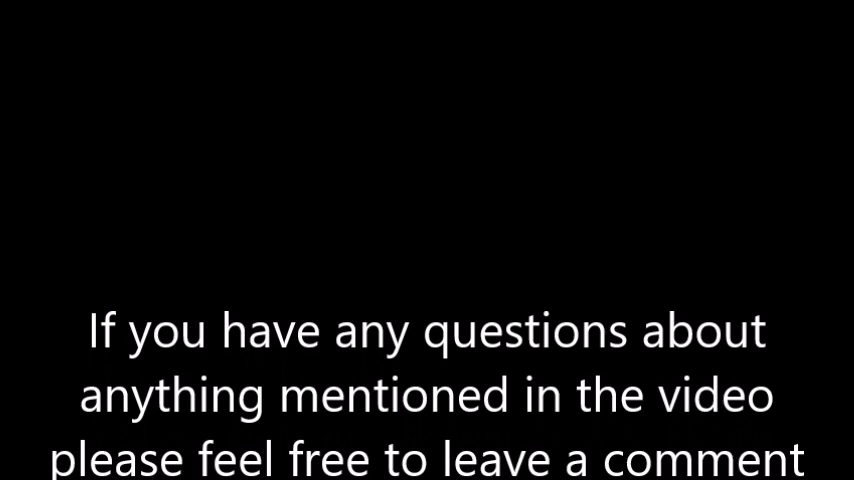 If you have any questions about
anything mentioned in the video
please feel free to leave a comment